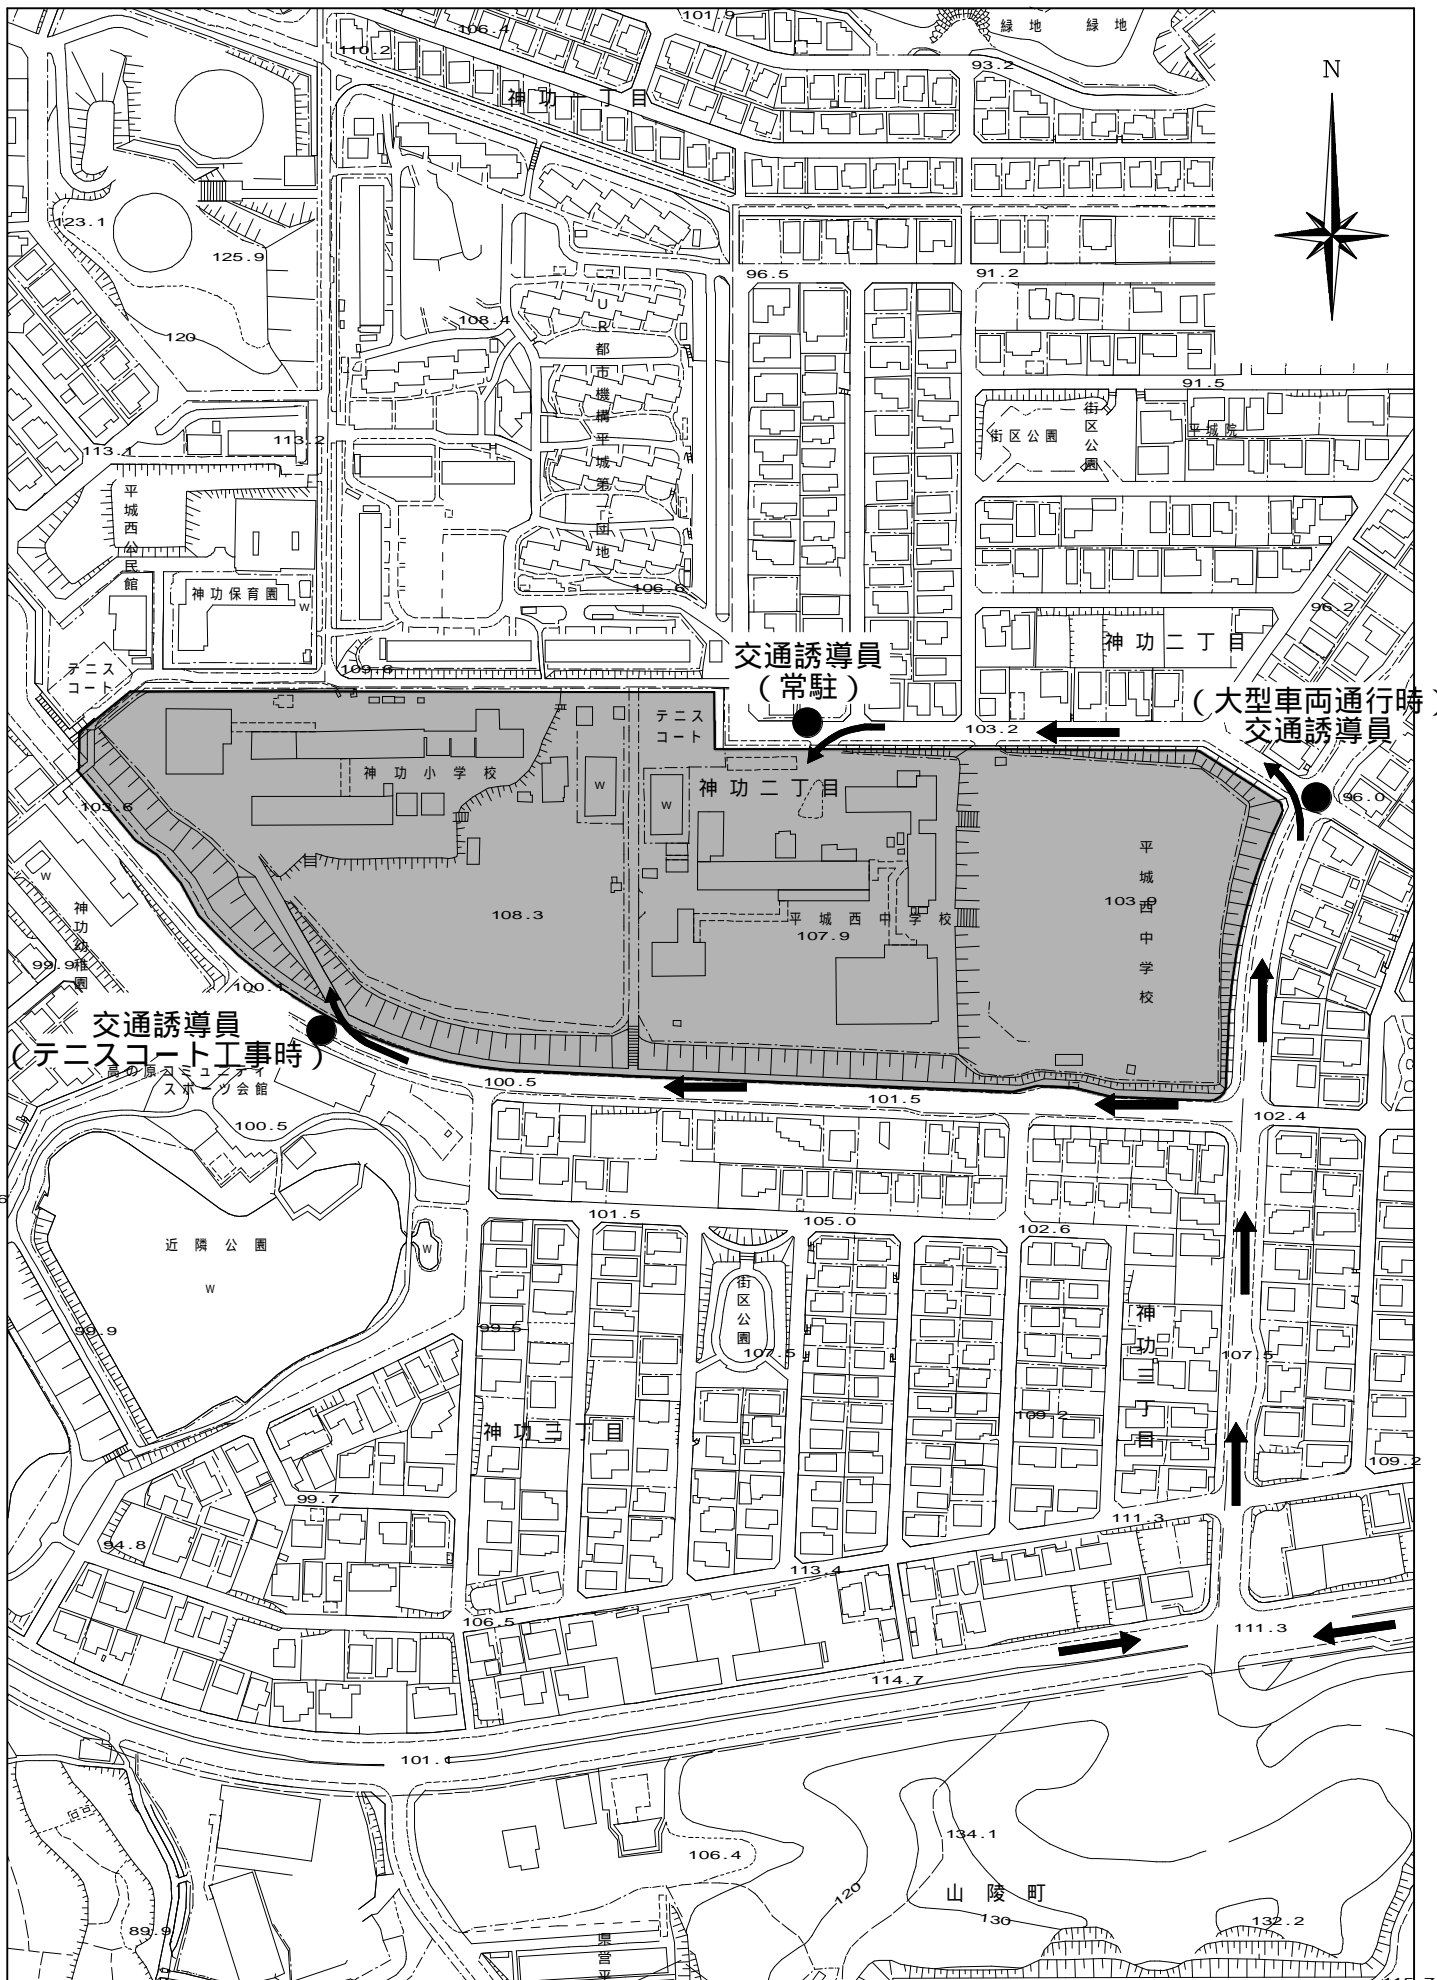 101.9
緑地
緑地
106.4
110.2
93.2
N
神功一丁目
123.1
125.9
96.5
91.2
108.4
120
UR都市機構平城第一団地
91.5
街区公園
街区公園
平城院
113.2
113.1
平城西公民館
神功保育園
W
106.6
96.2
神功二丁目
交通誘導員
（常駐）
テニス
コート
109.6
(大型車両通行時)
交通誘導員
テニス
コート
103.2
神功小学校
神功二丁目
W
W
96.0
103.6
平城西中学校
W
103.9
108.3
平城西中学校
107.9
神功幼稚園
99.9
100.1
交通誘導員
(テニスコート工事時)
高の原コミュニティ
スポーツ会館
100.5
101.5
102.4
100.5
101.5
105.0
102.6
近隣公園
W
W
街区公園
99.9
99.5
107.5
神功三丁目
107.5
109.2
神功三丁目
109.2
99.7
111.3
94.8
113.4
106.5
111.3
114.7
101.1
134.1
106.4
120
山陵町
130
132.2
89.9
県営平